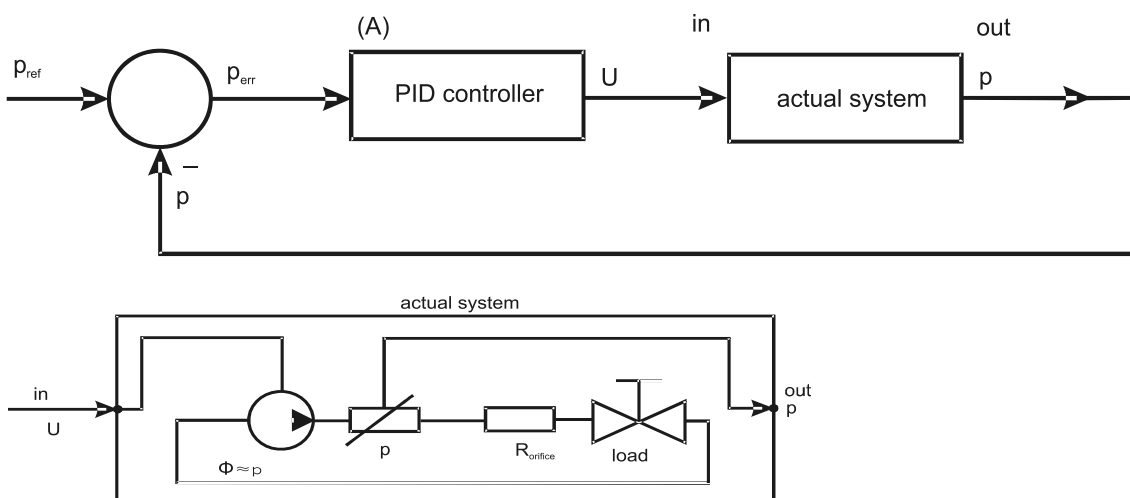 (A)
in
out
p_ref
p_err
PID controller
U
actual system
p
−
p
actual system
in
U
out
p
p
R_orifice
load
Φ≈p